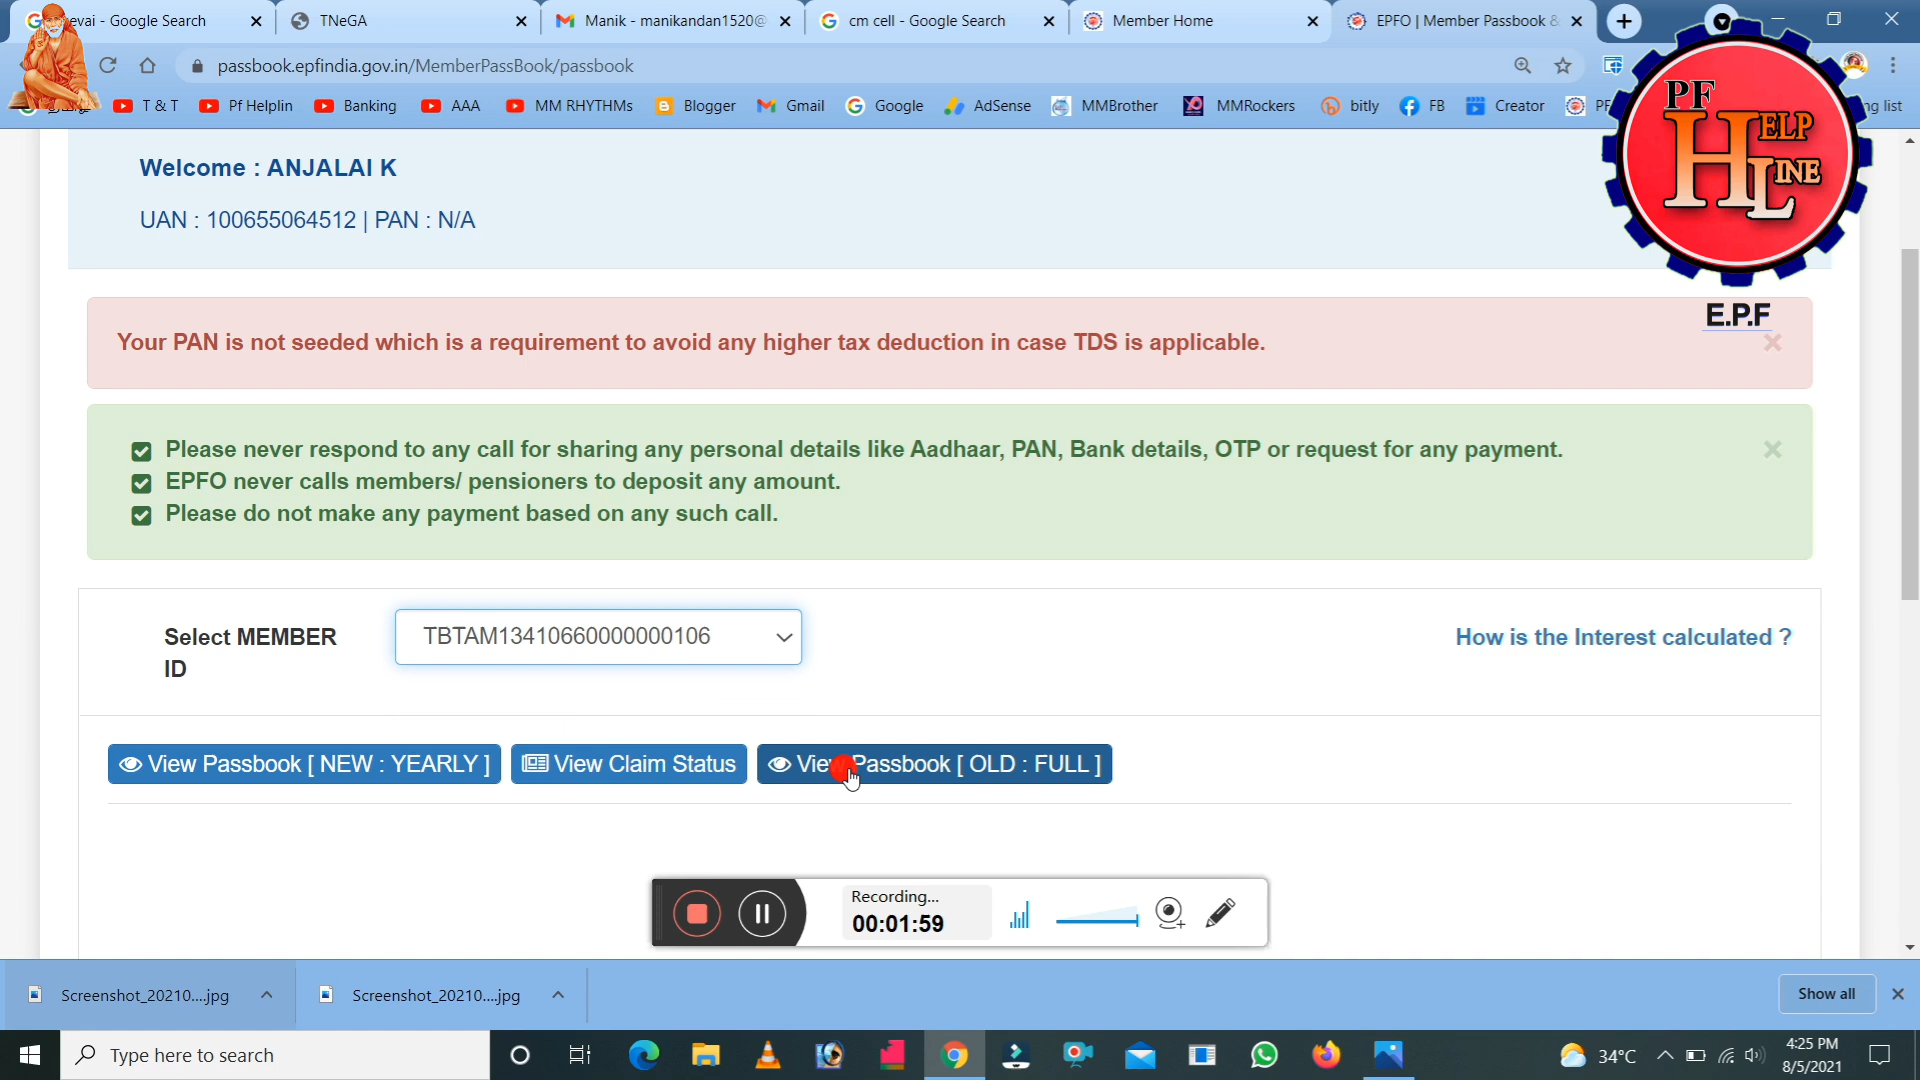 evai - Google Search
TNeGA
Manik - manikandan1520@
cm cell - Google Search
Member Home
EPFO | Member Passbook &
passbook.epfindia.gov.in/MemberPassBook/passbook
T & T
Pf Helplin
Banking
AAA
MM RHYTHMs
Blogger
Gmail
Google
AdSense
MMBrother
MMRockers
bitly
FB
Creator
PF
ng list
PF
HELP
LINE
E.P.F
Welcome : ANJALAI K
UAN : 100655064512 | PAN : N/A
Your PAN is not seeded which is a requirement to avoid any higher tax deduction in case TDS is applicable.
Please never respond to any call for sharing any personal details like Aadhaar, PAN, Bank details, OTP or request for any payment.
EPFO never calls members/ pensioners to deposit any amount.
Please do not make any payment based on any such call.
Select MEMBER
ID
TBTAM13410660000000106
How is the Interest calculated ?
View Passbook [ NEW : YEARLY ]
View Claim Status
View Passbook [ OLD : FULL ]
Recording...
00:01:59
Screenshot_20210....jpg
Screenshot_20210....jpg
Show all
Type here to search
34°C
4:25 PM
8/5/2021